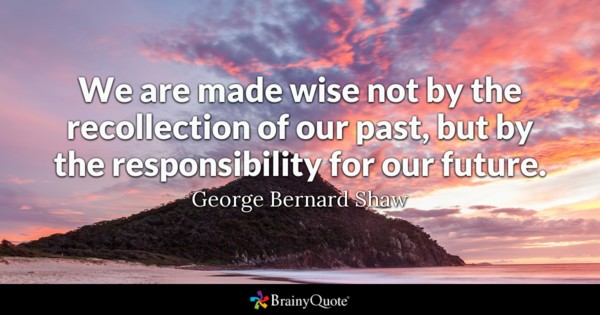 We are made wise not by the
recollection of our past, but by
the responsibility for our future.
George Bernard Shaw
BrainyQuote®